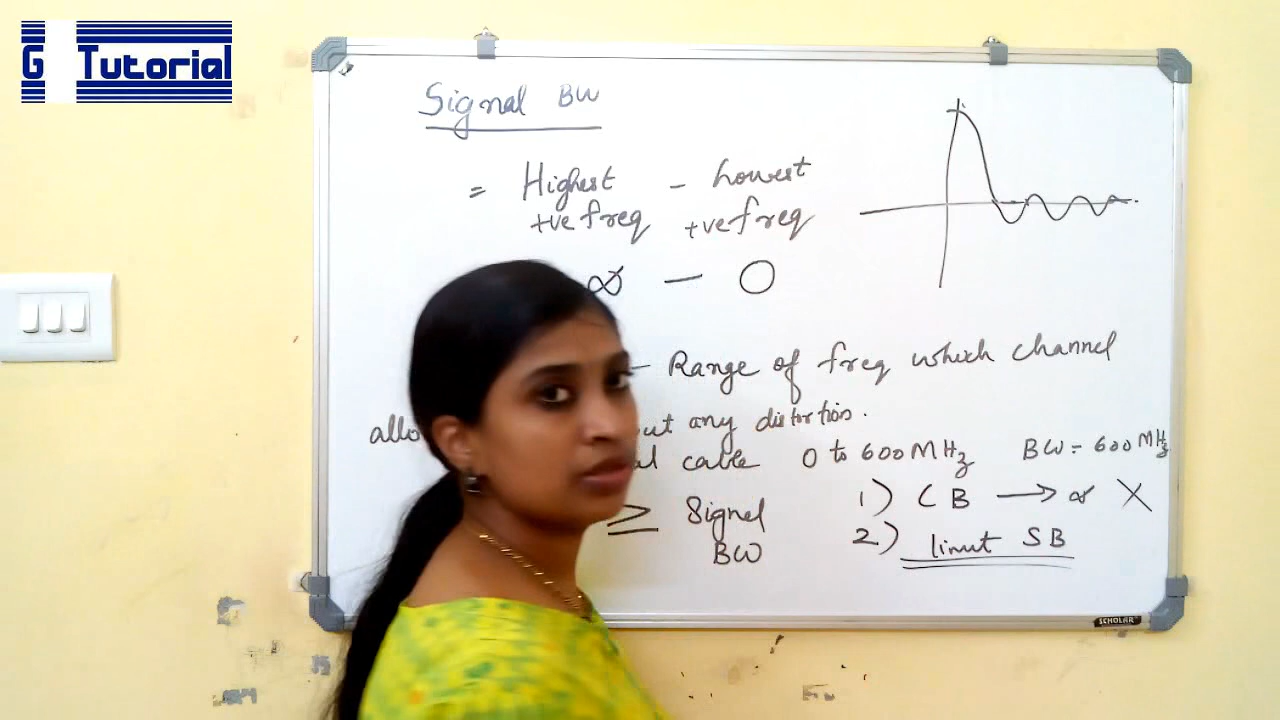 G Tutorial
Signal BW
= Highest - Lowest
+ve freq +ve freq
∞ — 0
- Range of freq which channel
any distortion.
cable 0 to 600 MHz BW = 600 MHz
≥ Signal
BW
1) CB → ∞ X
2) limit SB
SCHOLAR